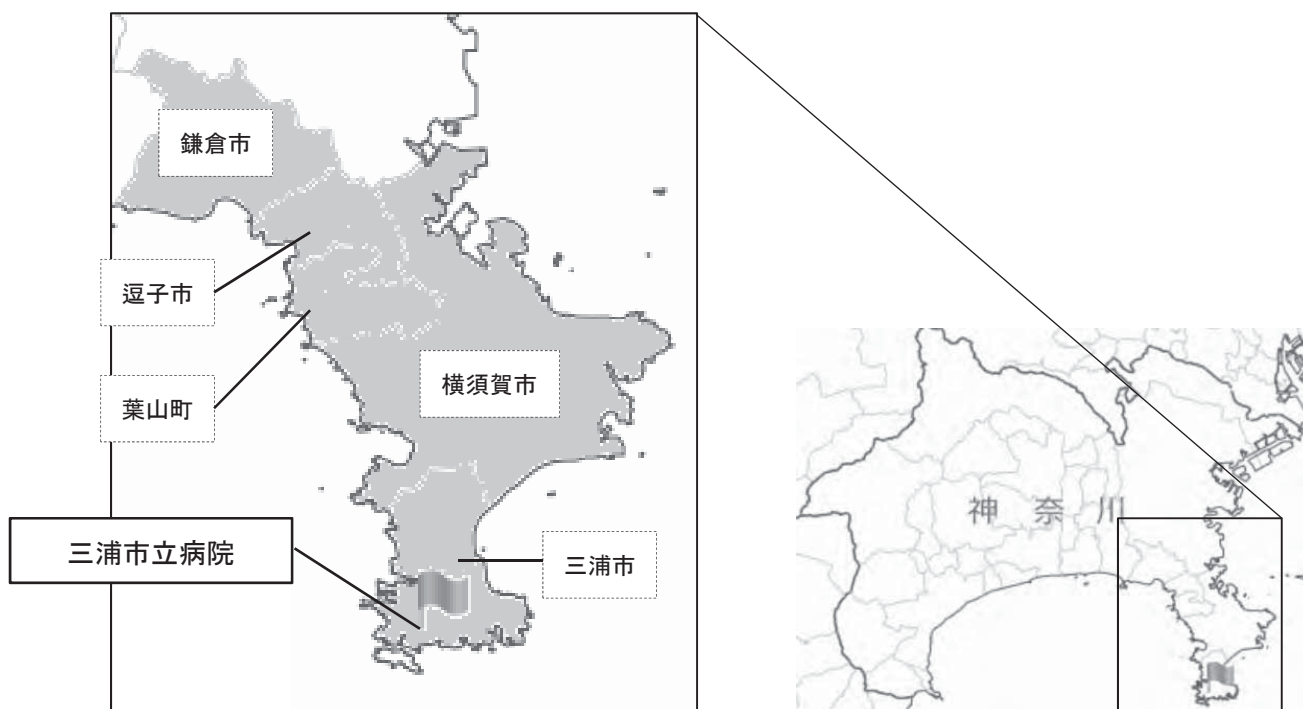 鎌倉市
逗子市
葉山町
横須賀市
三浦市立病院
三浦市
神奈川